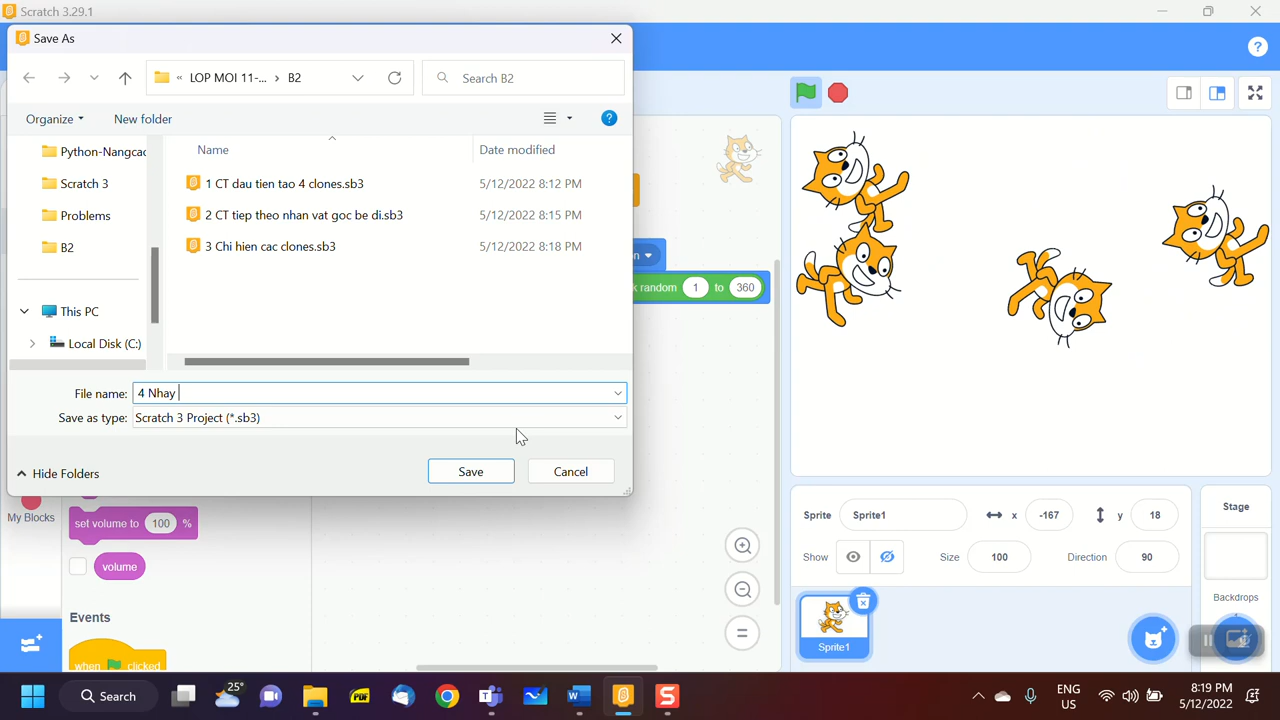 Scratch 3.29.1
Save As
« LOP MOI 11-... › B2
Search B2
Organize
New folder
Name
Date modified
Python-Nangcao
Scratch 3
Problems
B2
This PC
Local Disk (C:)
1 CT dau tien tao 4 clones.sb3 5/12/2022 8:12 PM
2 CT tiep theo nhan vat goc be di.sb3 5/12/2022 8:15 PM
3 Chi hien cac clones.sb3 5/12/2022 8:18 PM
File name: 4 Nhay
Save as type: Scratch 3 Project (*.sb3)
Hide Folders
Save
Cancel
random 1 to 360
My Blocks
set volume to 100 %
volume
Events
when clicked
Sprite Sprite1 x -167 y 18
Show Size 100 Direction 90
Sprite1
Stage
Backdrops
25°
Search
PDF
ENG
US
8:19 PM
5/12/2022